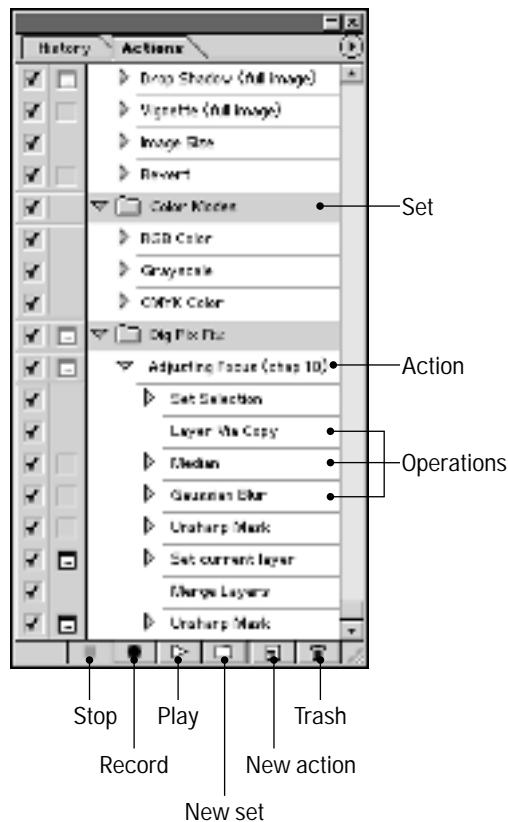 History Actions
Drop Shadow (full image)
Vignette (full image)
Image Size
Revert
Color Modes
Set
RGB Color
Grayscale
CMYK Color
Dig Pix Fix
Adjusting Focus (chap 10)
Action
Set Selection
Layer Via Copy
Median
Operations
Gaussian Blur
Unsharp Mask
Set current layer
Merge Layers
Unsharp Mask
Stop Play Trash
Record New action
New set